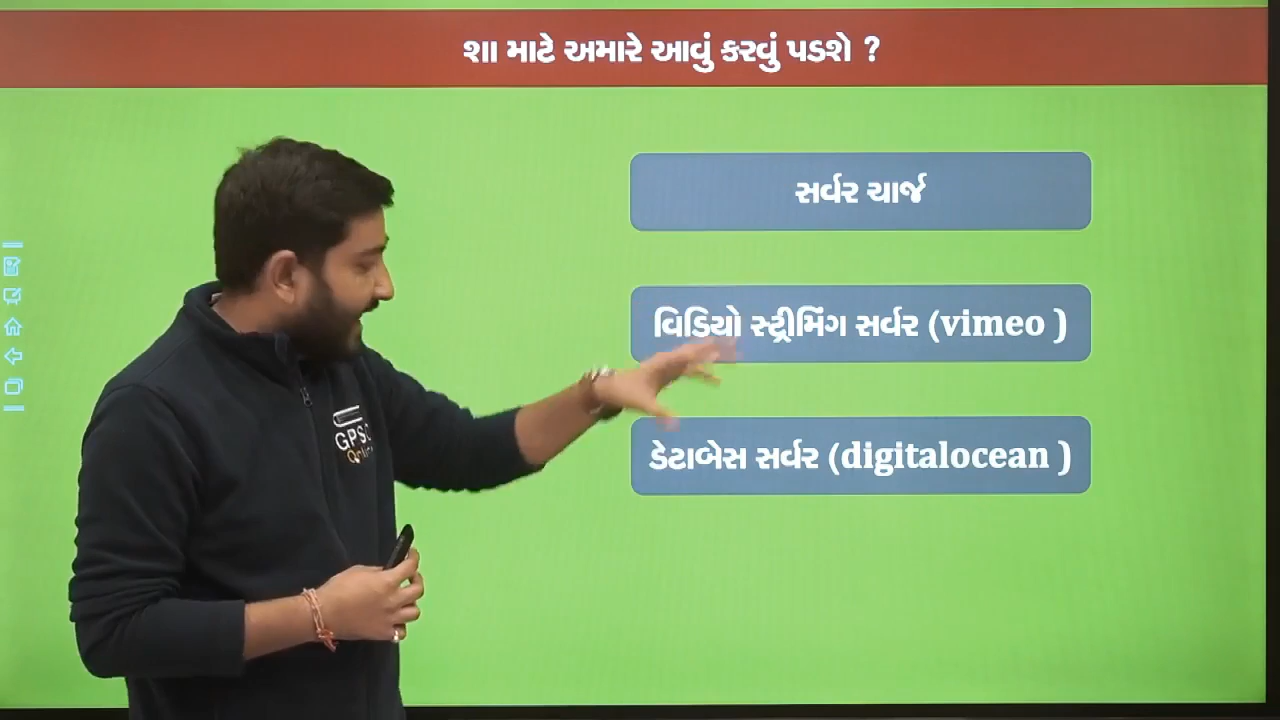 શા માટે અમારે આવું કરવું પડશે ?
સર્વર ચાર્જ
વિડિયો સ્ટ્રીમિંગ સર્વર (vimeo )
ડેટાબેસ સર્વર (digitalocean )